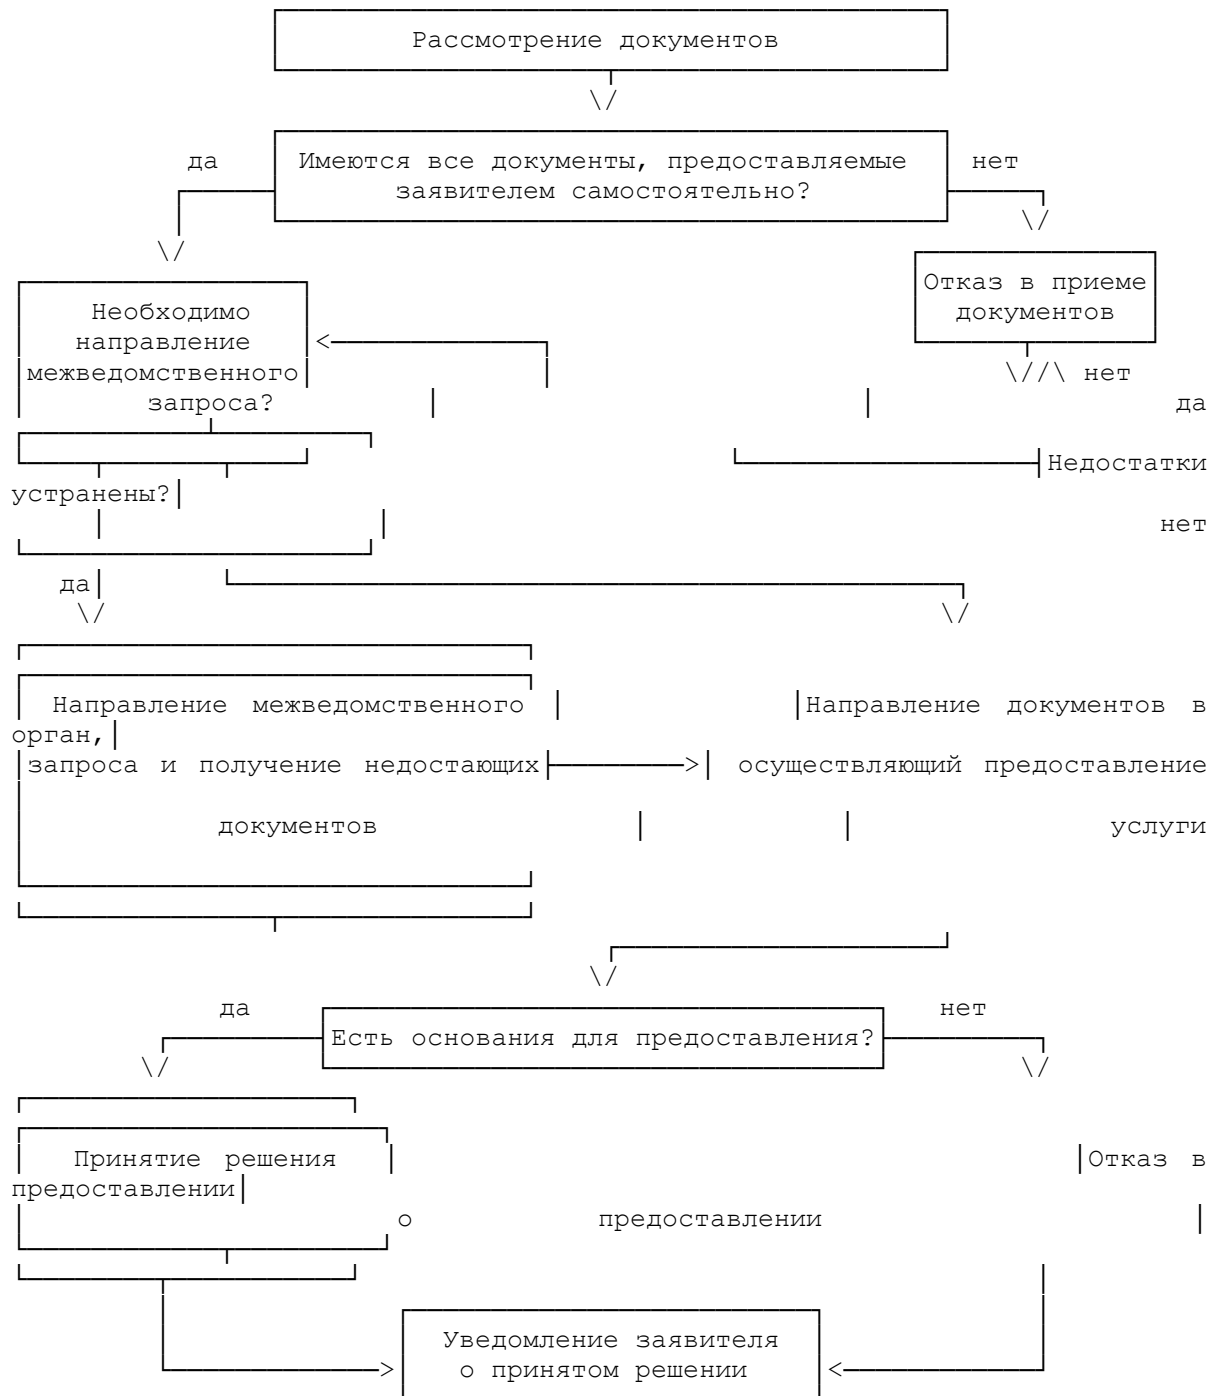 Рассмотрение документов
\/
да Имеются все документы, предоставляемые нет
заявителем самостоятельно?
\/
\/
Отказ в приеме
Необходимо документов
направление <
межведомственного \//\ нет
запроса? да
Недостатки
устранены?
нет
да
\/ \/
Направление межведомственного Направление документов в
орган,
запроса и получение недостающих > осуществляющий предоставление
документов услуги
\/
да нет
Есть основания для предоставления?
\/ \/
Принятие решения Отказ в
предоставлении
о предоставлении
Уведомление заявителя
> о принятом решении <